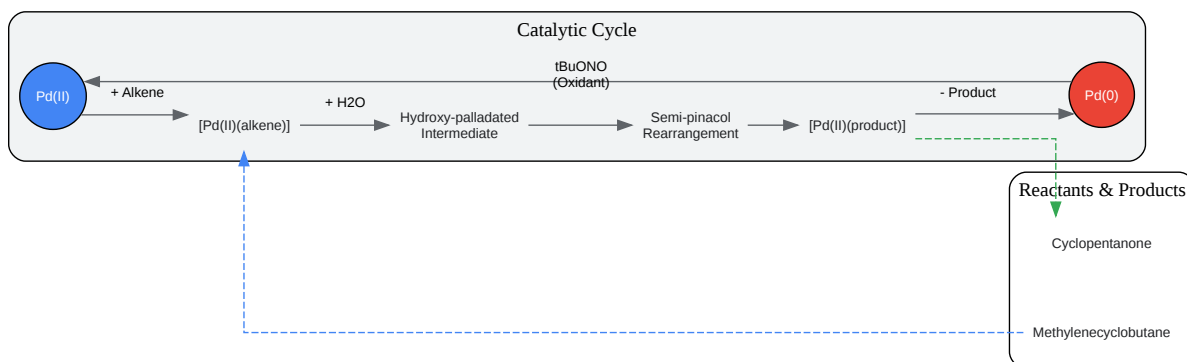 Catalytic Cycle
tBuONO
(Oxidant)
Pd(II)
+ Alkene
[Pd(II)(alkene)]
+ H2O
Hydroxy-palladated
Intermediate
Semi-pinacol
Rearrangement
[Pd(II)(product)]
- Product
Pd(0)
Reactants & Products
Cyclopentanone
Methylenecyclobutane